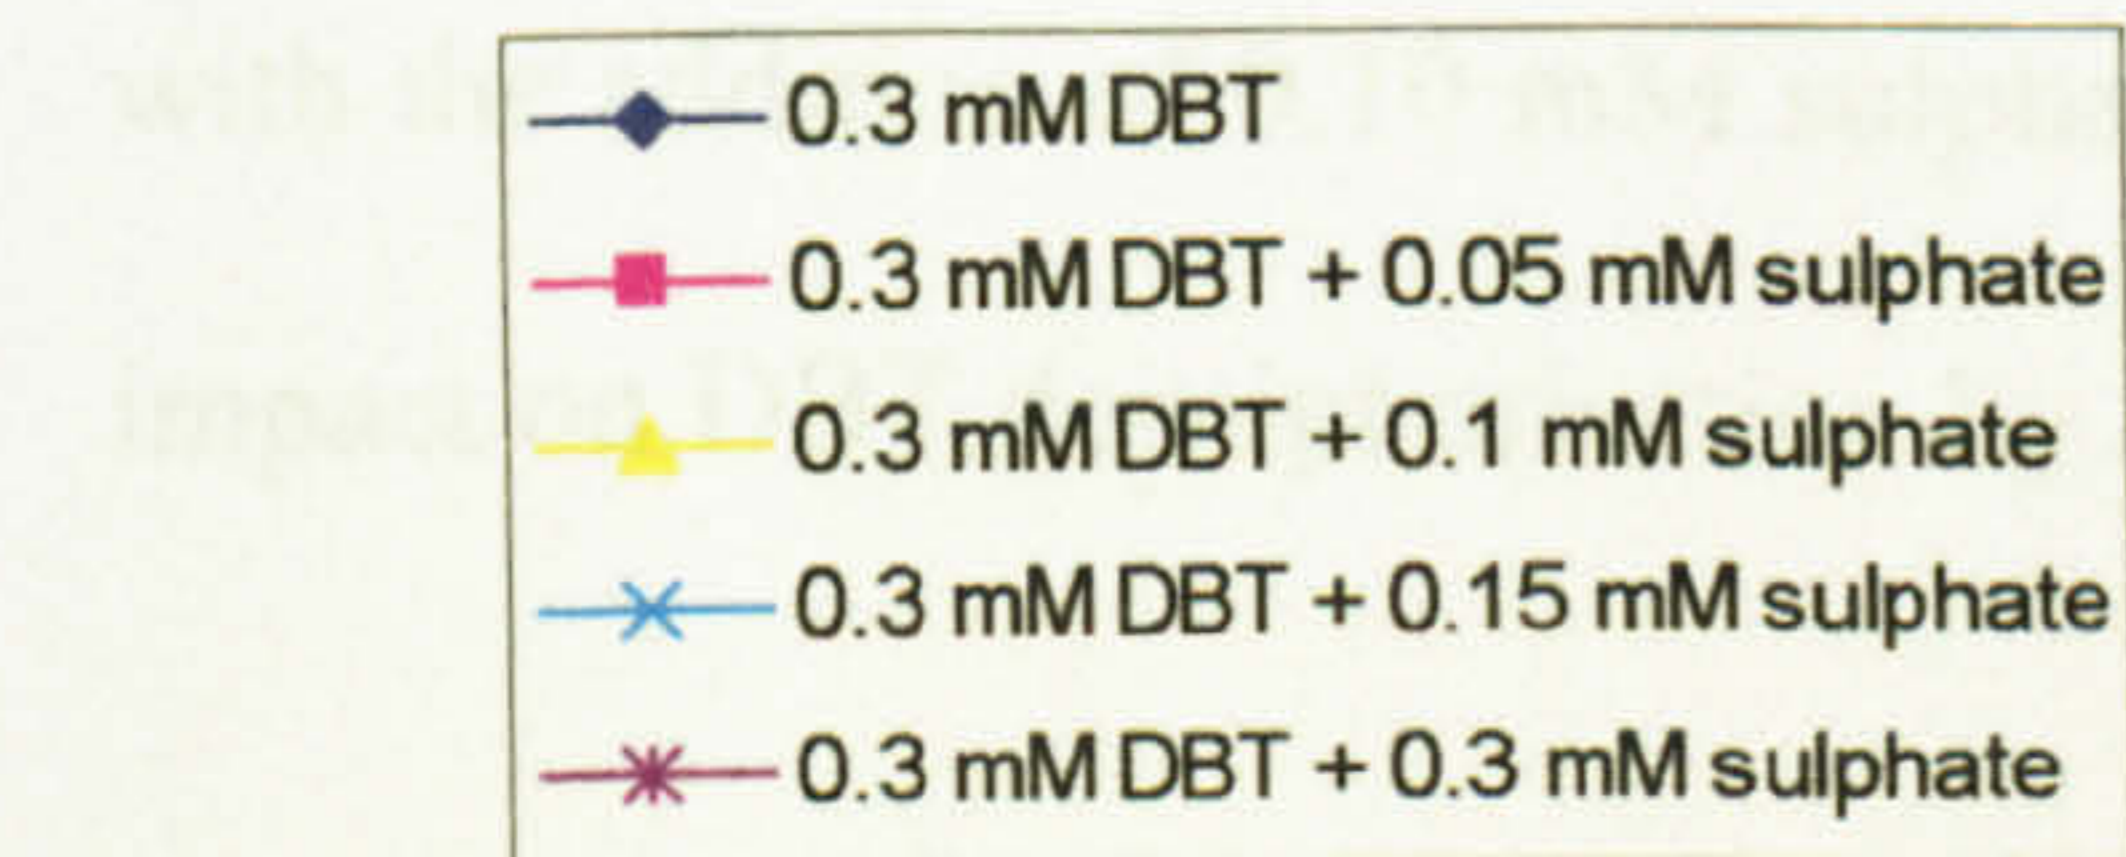 0.3 mM DBT
0.3 mM DBT + 0.05 mM sulphate
0.3 mM DBT + 0.1 mM sulphate
0.3 mM DBT + 0.15 mM sulphate
0.3 mM DBT + 0.3 mM sulphate